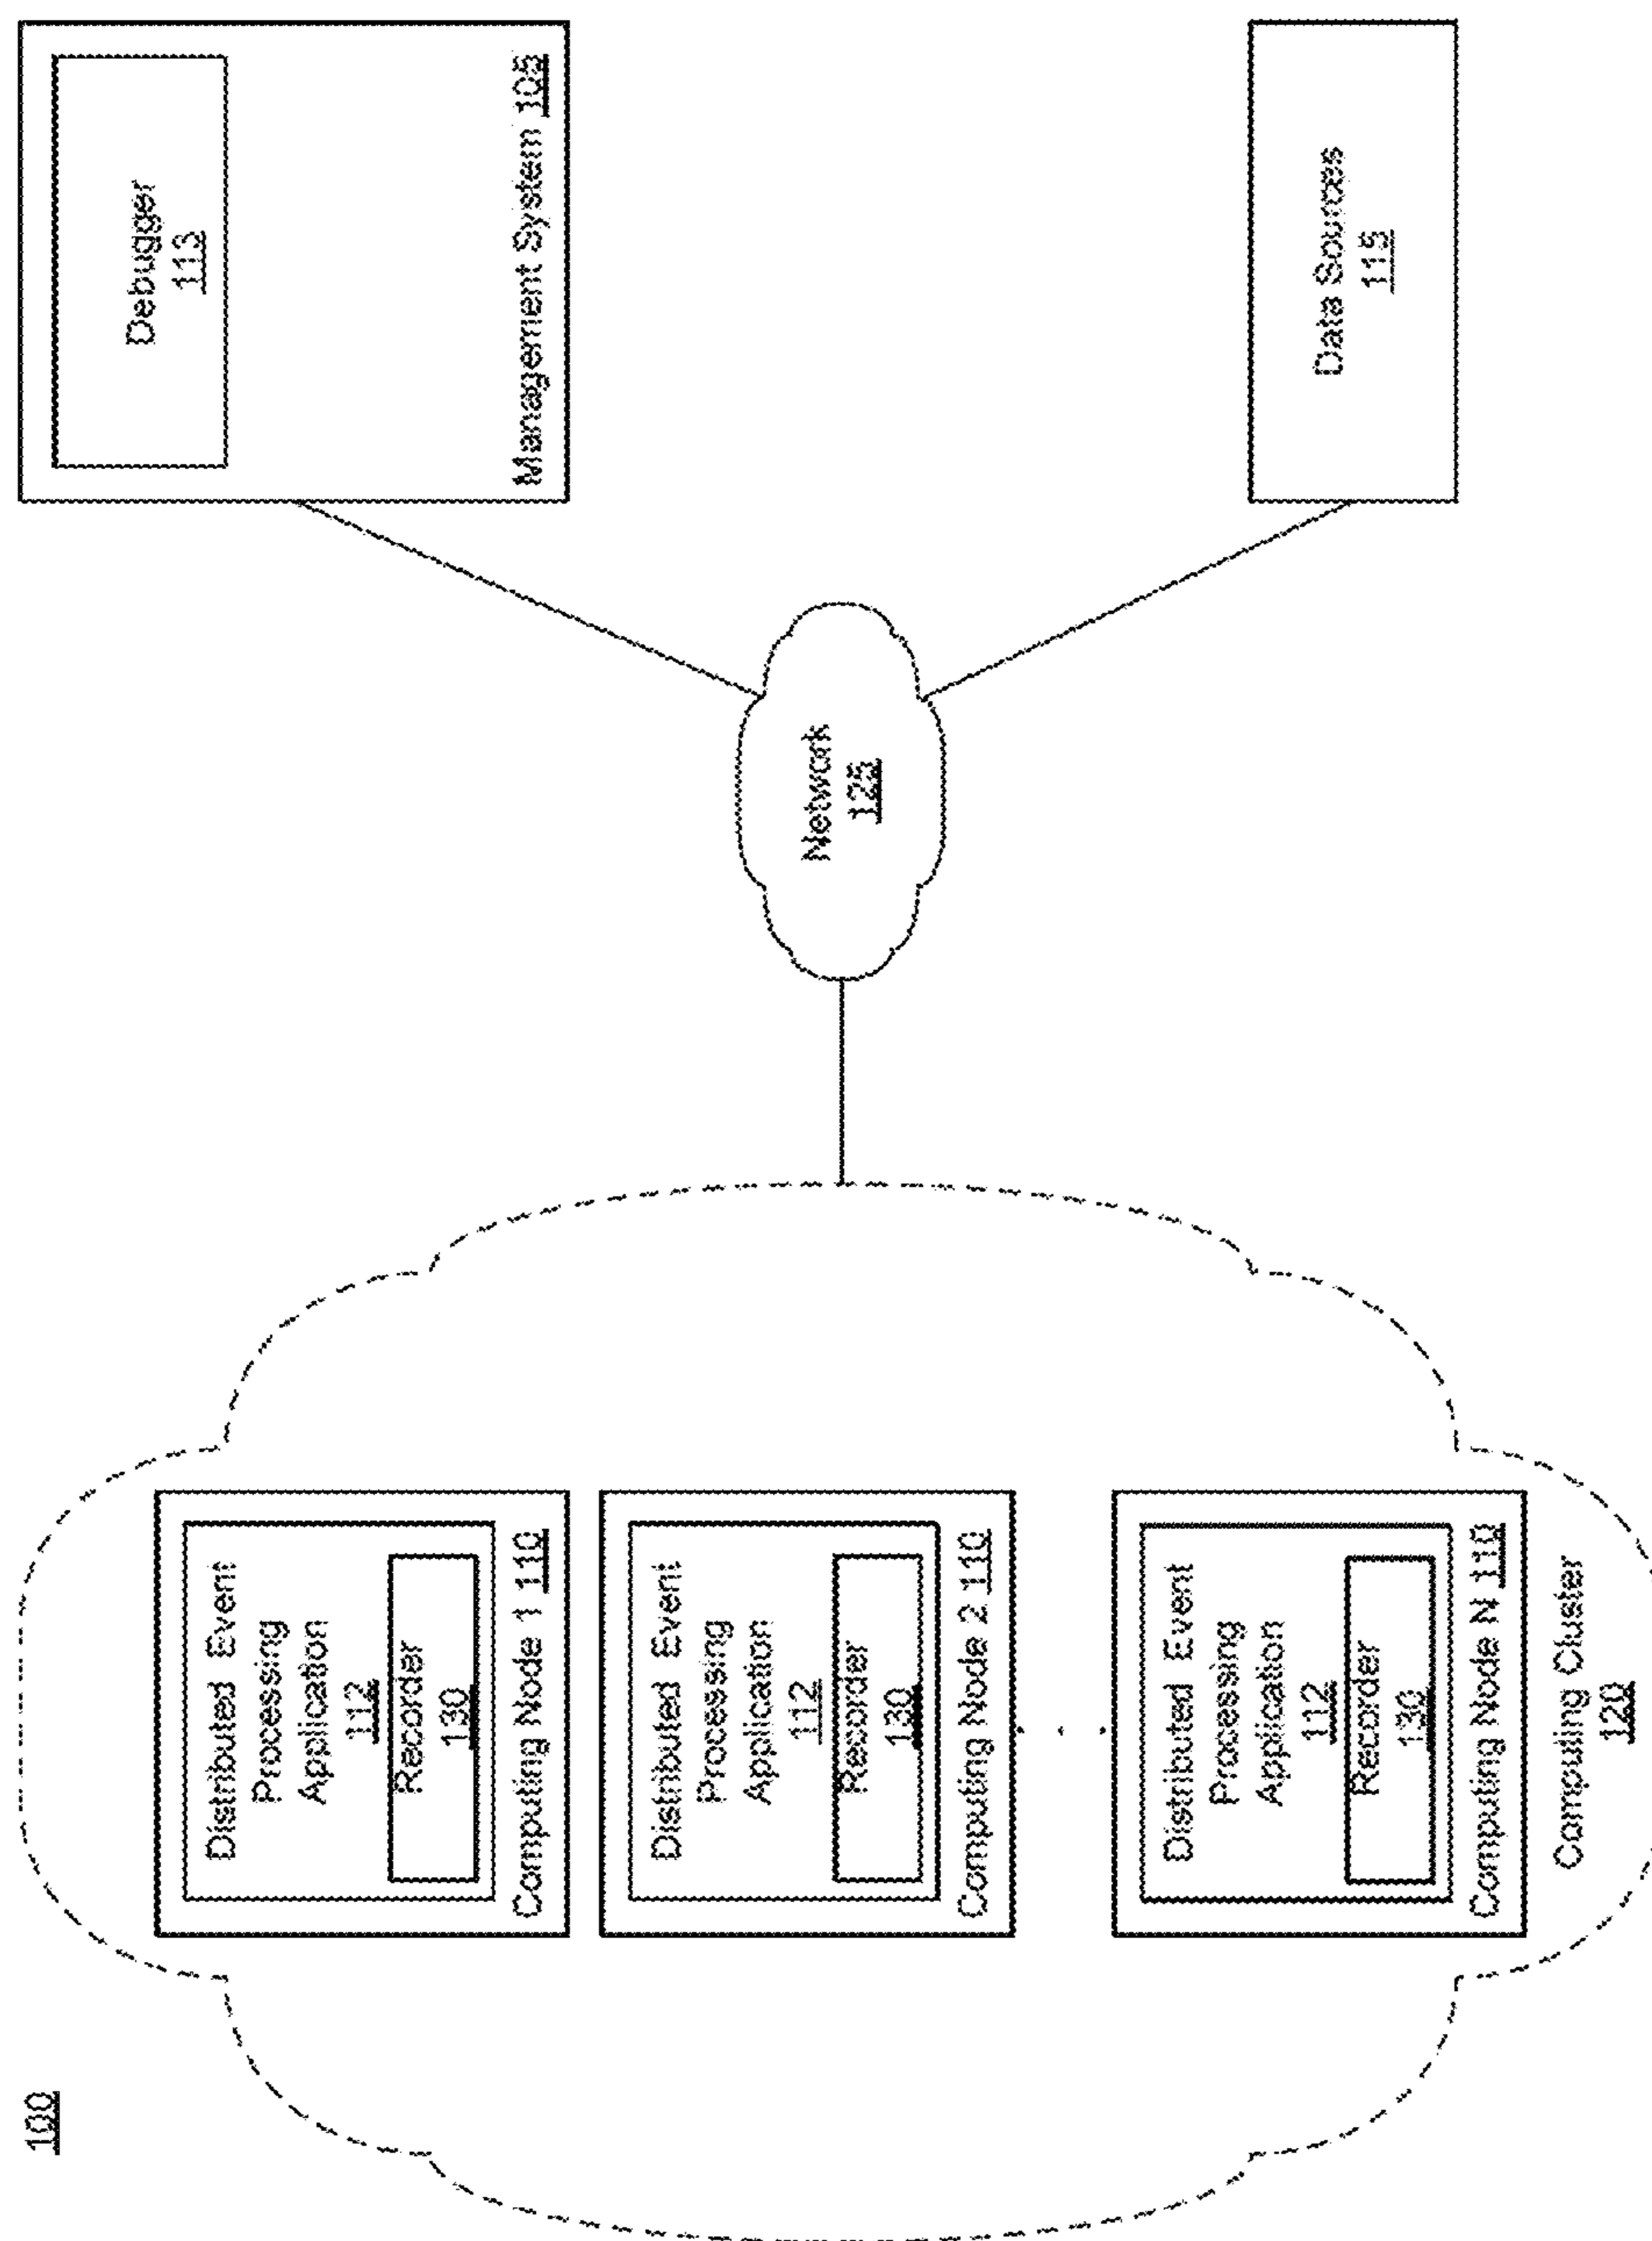 100
Distributed Event
Processing
Application
112
Recorder
130
Computing Node 1 110
Distributed Event
Processing
Application
112
Recorder
130
Computing Node 2 110
. . .
Distributed Event
Processing
Application
112
Recorder
130
Computing Node N 110
Computing Cluster
120
Network
125
Debugger
113
Management System 105
Data Sources
115